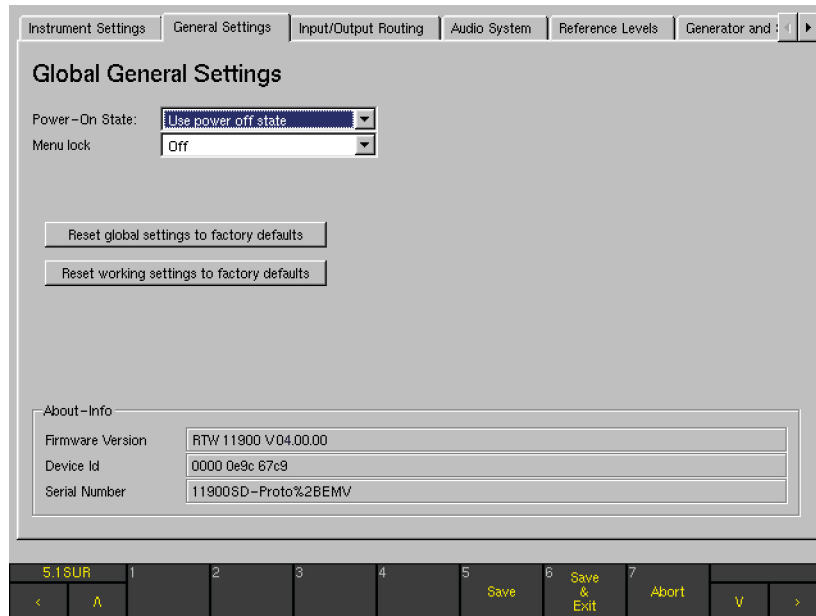 Instrument Settings General Settings Input/Output Routing Audio System Reference Levels Generator and
Global General Settings
Power-On State: Use power off state
Menu lock Off
Reset global settings to factory defaults
Reset working settings to factory defaults
About-Info
Firmware Version RTW 11900 V04.00.00
Device Id 0000 0e9c 67c9
Serial Number 11900SD-Proto%2BEMV
5.1SUR 1 2 3 4 5 6 7
< Λ Save Save & Exit Abort V >